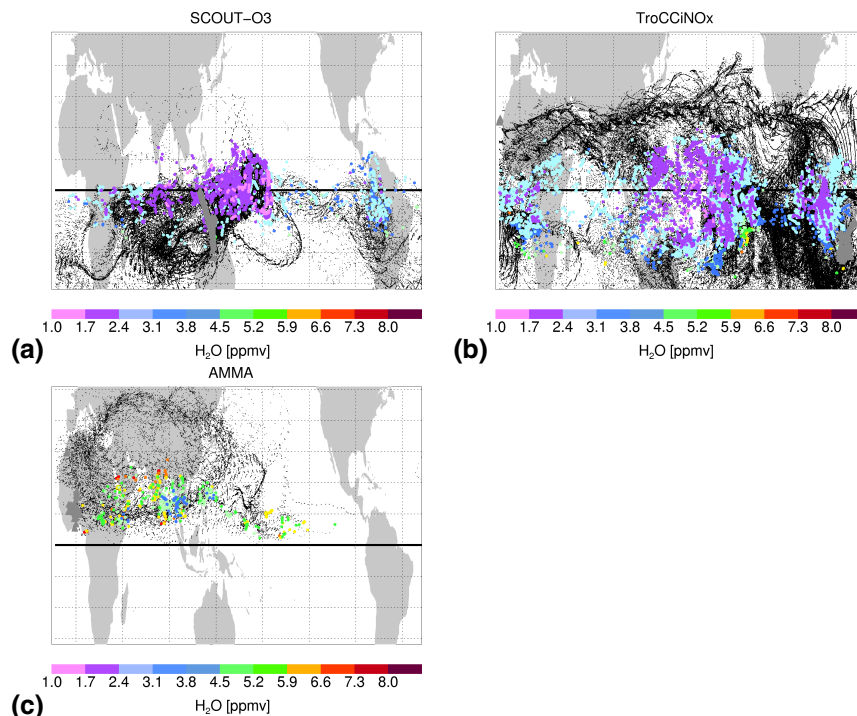 SCOUT−O3
TroCCiNOx
1.0 1.7 2.4 3.1 3.8 4.5 5.2 5.9 6.6 7.3 8.0
1.0 1.7 2.4 3.1 3.8 4.5 5.2 5.9 6.6 7.3 8.0
(a) H₂O [ppmv]
(b) H₂O [ppmv]
AMMA
1.0 1.7 2.4 3.1 3.8 4.5 5.2 5.9 6.6 7.3 8.0
(c) H₂O [ppmv]